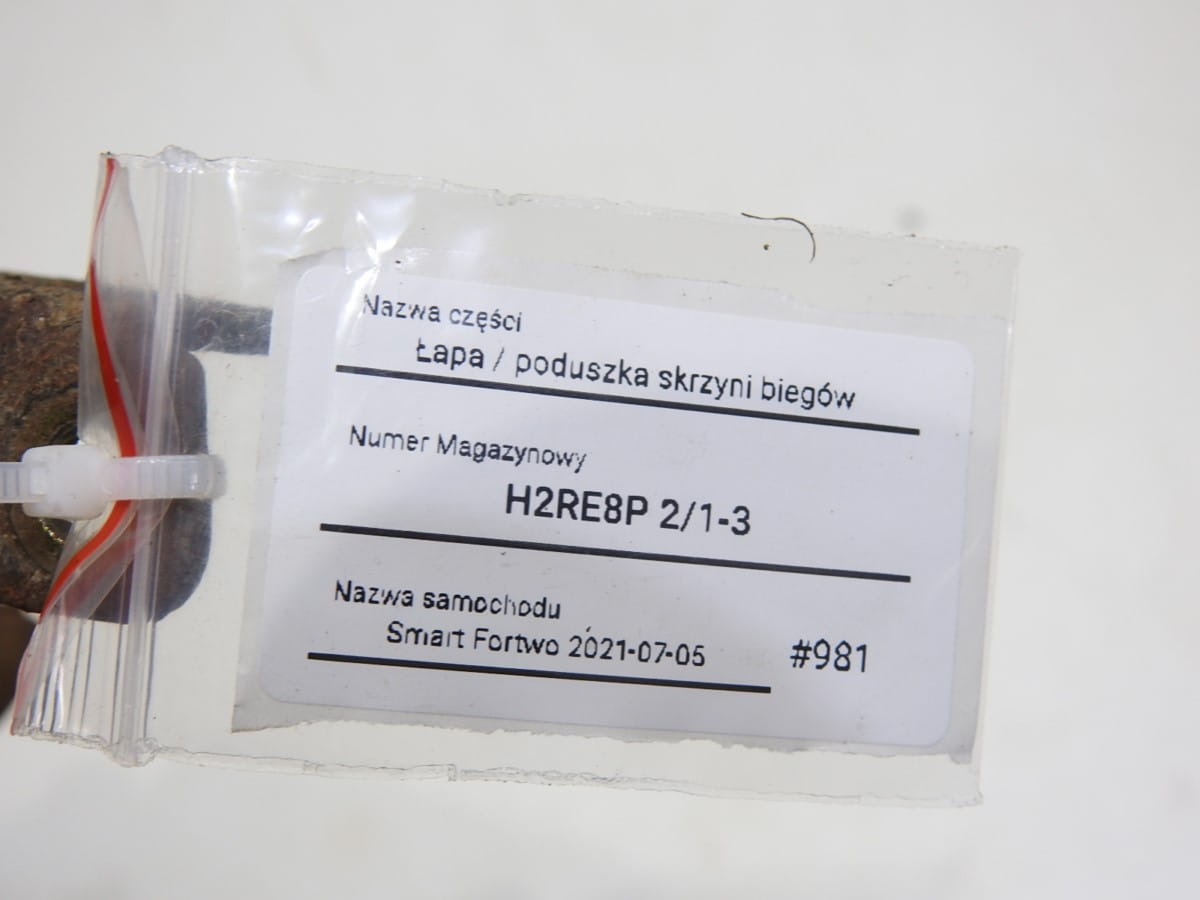 Nazwa części
Łapa / poduszka skrzyni biegów
Numer Magazynowy
H2RE8P 2/1-3
Nazwa samochodu
Smart Fortwo 2021-07-05 #981